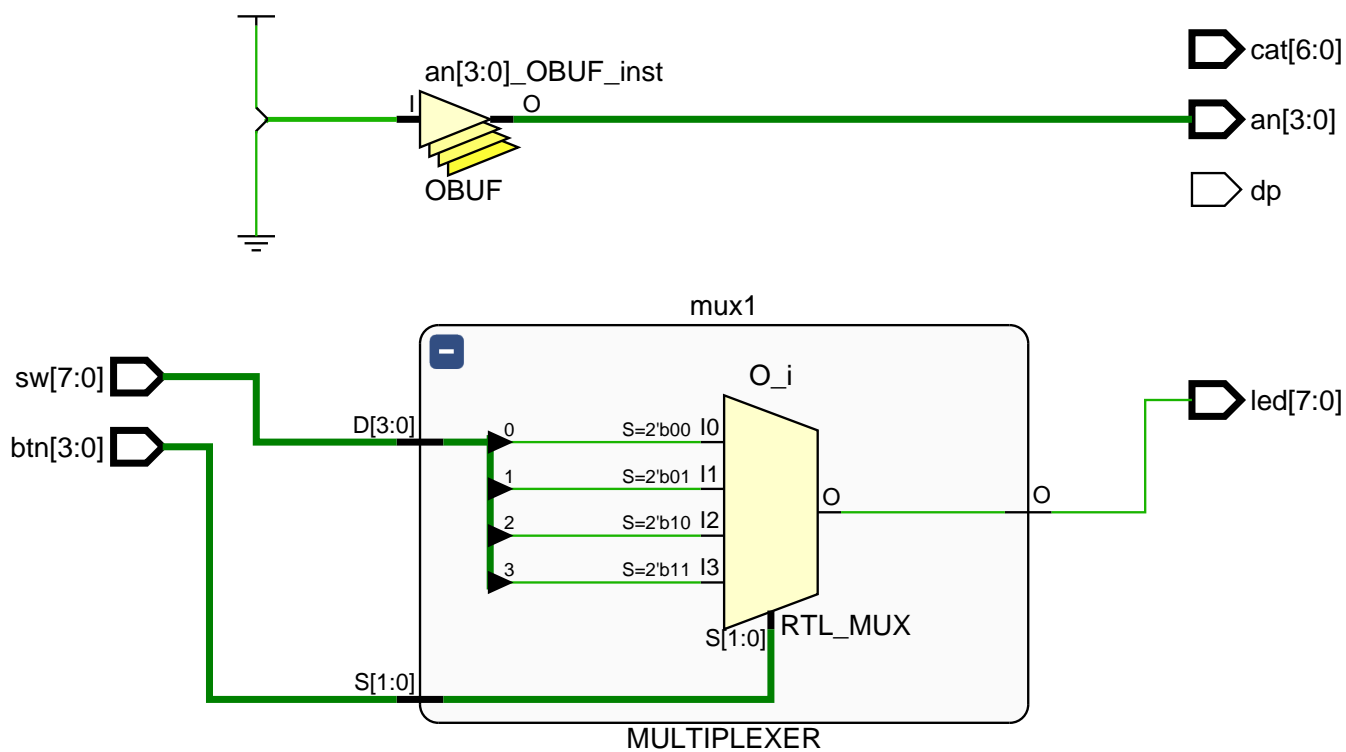 cat[6:0]
an[3:0]_OBUF_inst
I
O
an[3:0]
OBUF
dp
mux1
sw[7:0]
O_i
led[7:0]
D[3:0]
0
S=2'b00
I0
btn[3:0]
1
S=2'b01
I1
O
O
2
S=2'b10
I2
3
S=2'b11
I3
RTL_MUX
S[1:0]
S[1:0]
MULTIPLEXER